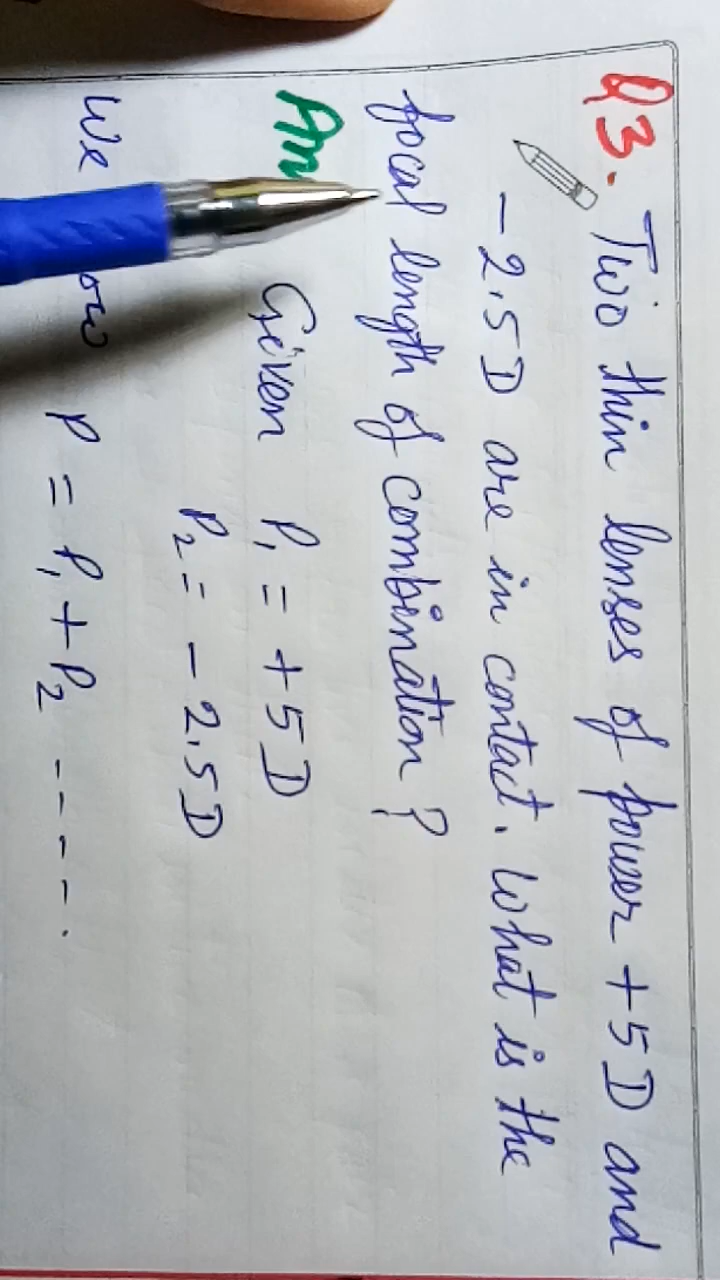 Q3. Two thin lenses of power +5D and
-2.5D are in contact. What is the
focal length of combination?
Given P₁ = +5D
P₂ = -2.5D
We P = P₁ + P₂ ----.